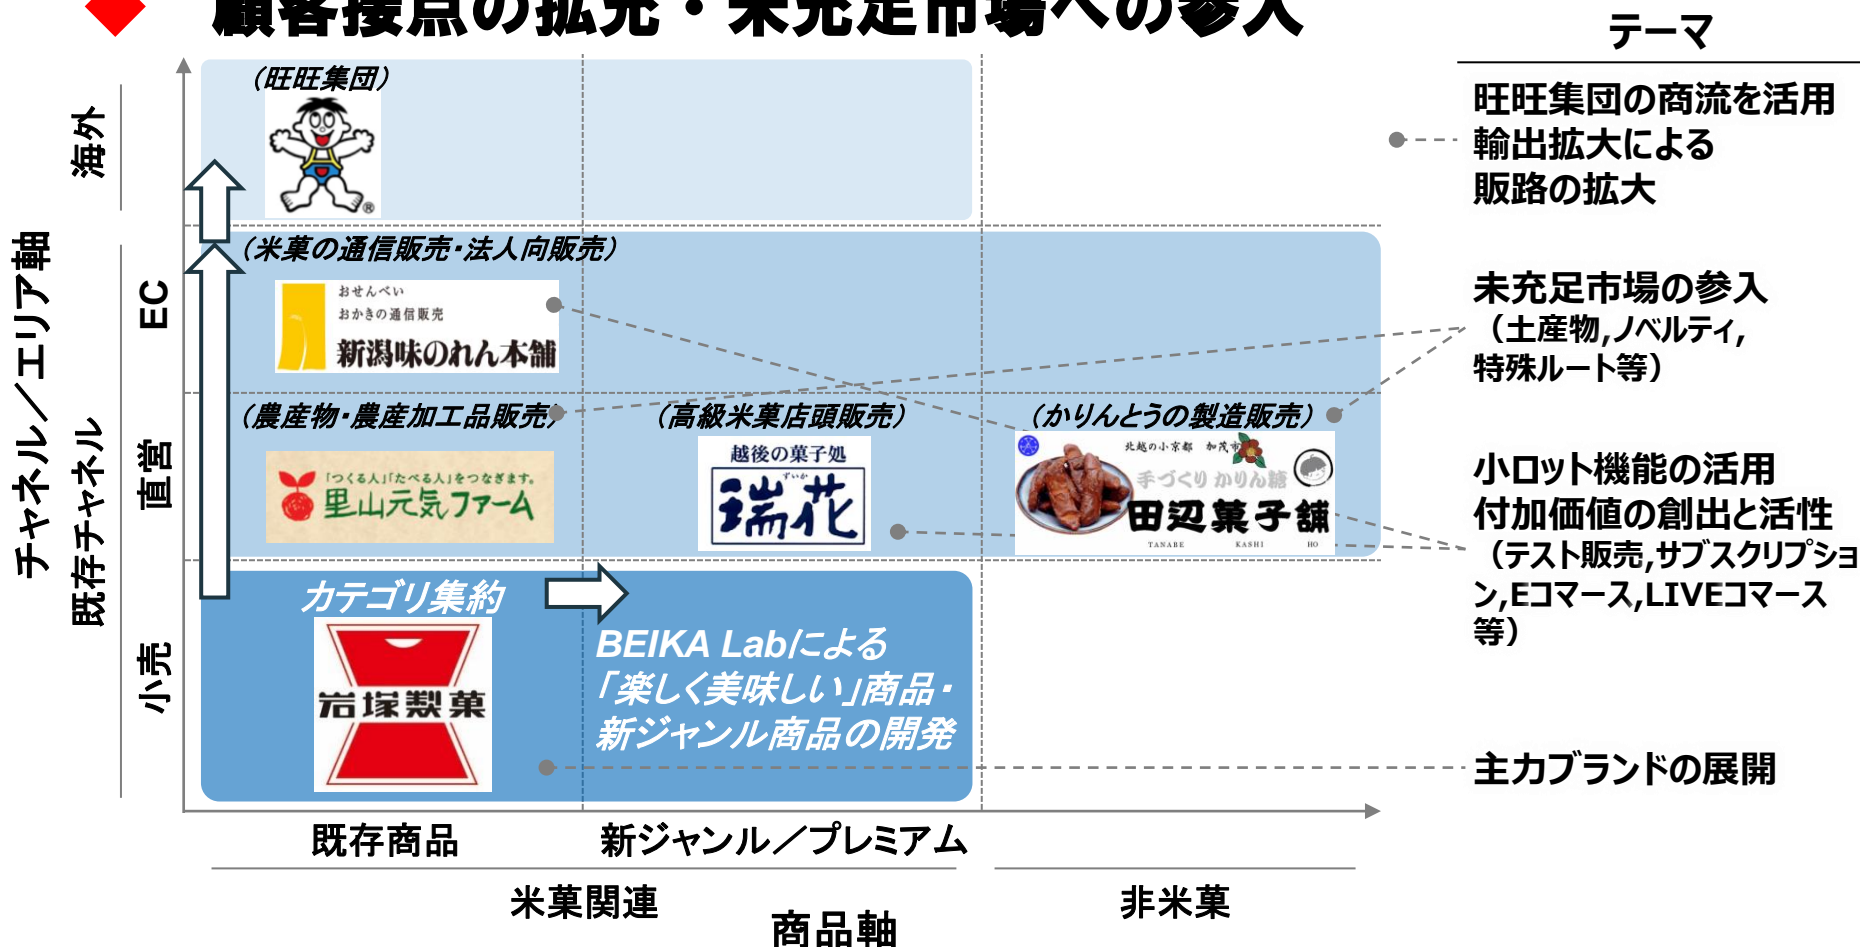 顧客接点の拡充・未充足市場への参入
テーマ
チャネル／エリア軸
既存チャネル
海外
EC
直営
小売
（旺旺集団）
®
（米菓の通信販売・法人向販売）
おせんべい
おかきの通信販売
新潟味のれん本舗
（農産物・農産加工品販売）
「つくる人」「たべる人」をつなぎます。
里山元気ファーム
（高級米菓店頭販売）
越後の菓子処
ずいか
瑞花
（かりんとうの製造販売）
北越の小京都 加茂市
手づくり かりん糖
田辺菓子舗
TANABE KASHI HO
カテゴリ集約
岩塚製菓
BEIKA Labによる
「楽しく美味しい」商品・
新ジャンル商品の開発
旺旺集団の商流を活用
輸出拡大による
販路の拡大
未充足市場の参入
（土産物,ノベルティ,
特殊ルート等）
小ロット機能の活用
付加価値の創出と活性
（テスト販売,サブスクリプショ
ン,Eコマース,LIVEコマース
等）
主力ブランドの展開
既存商品
新ジャンル／プレミアム
米菓関連
非米菓
商品軸